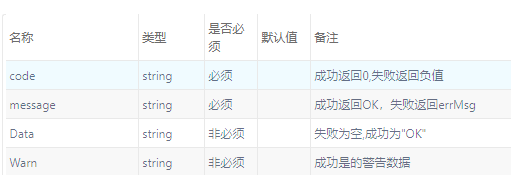 名称 类型 是否必须 默认值 备注
code string 必须 成功返回0,失败返回负值
message string 必须 成功返回OK，失败返回errMsg
Data string 非必须 失败为空,成功为"OK"
Warn string 非必须 成功是的警告数据